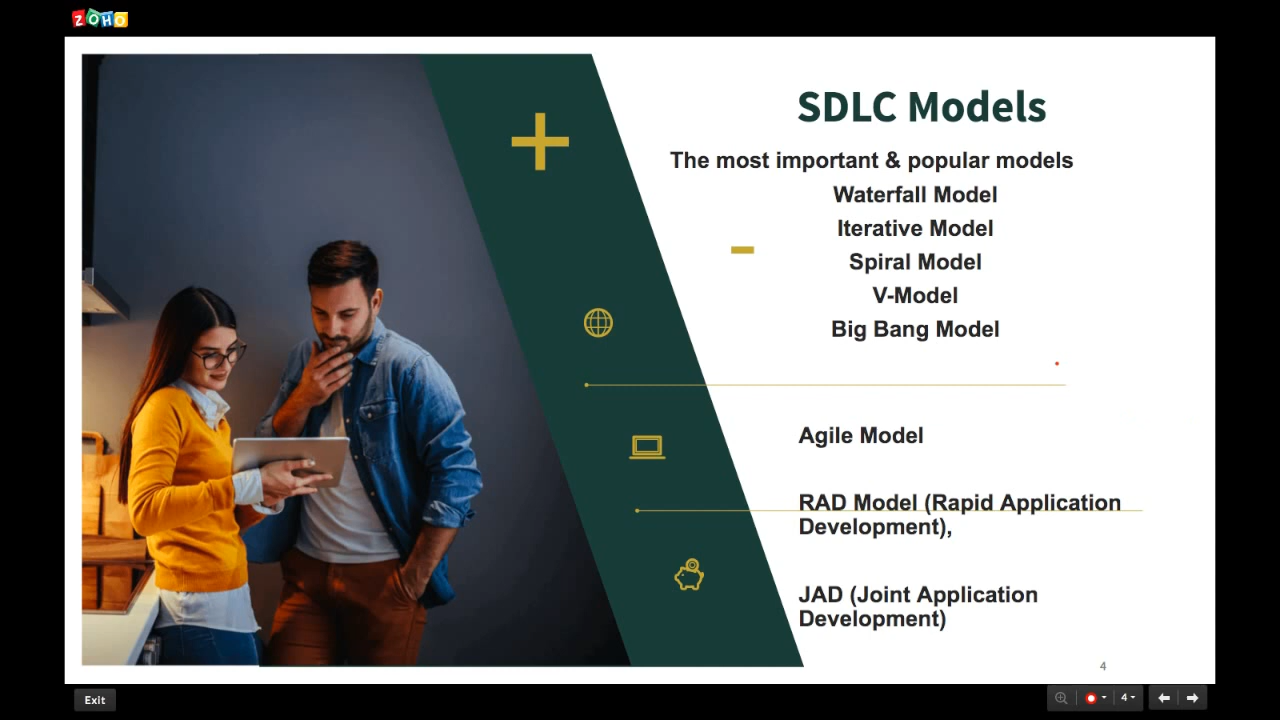 ZOHO
SDLC Models
The most important & popular models
Waterfall Model
Iterative Model
Spiral Model
V-Model
Big Bang Model
Agile Model
RAD Model (Rapid Application
Development),
JAD (Joint Application
Development)
4
Exit
4